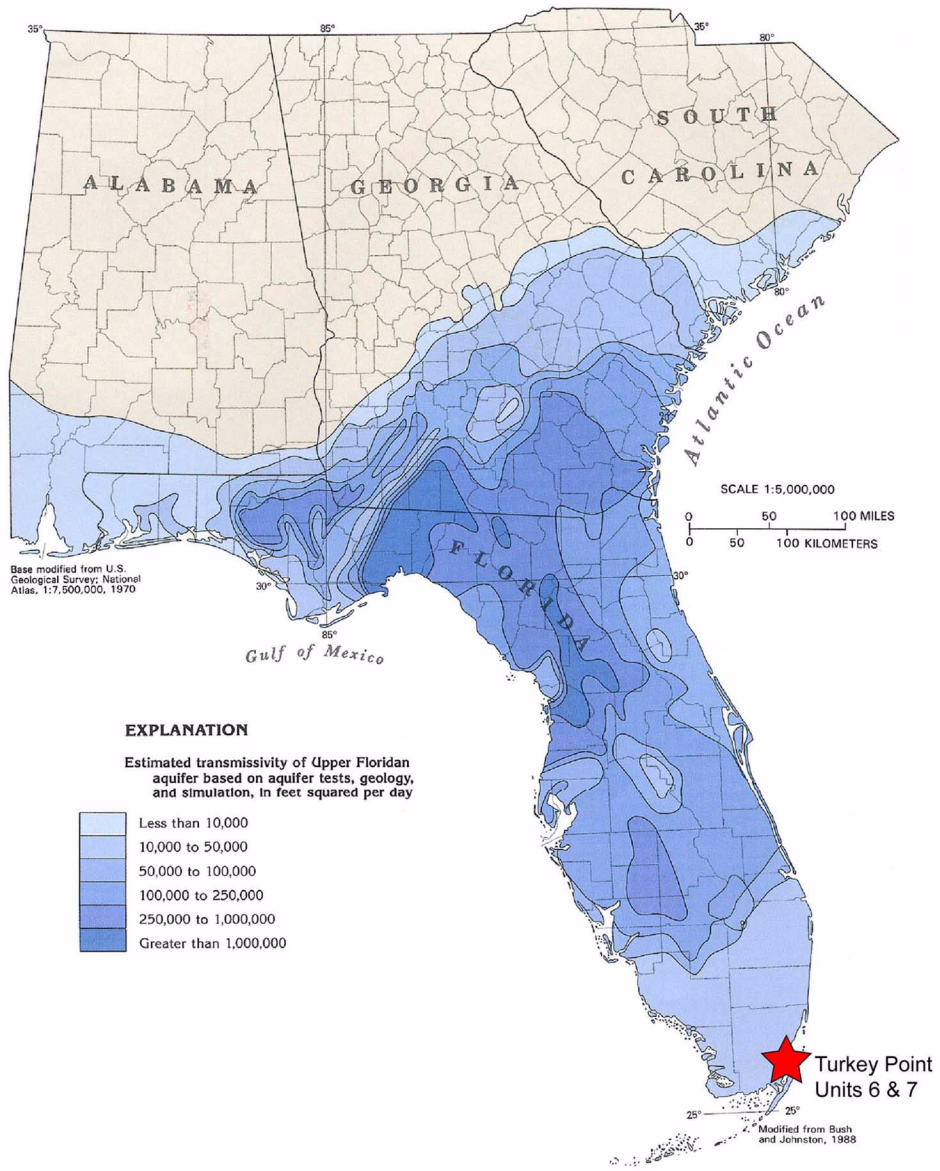 35°
85°
35°
80°
SOUTH
CAROLINA
ALABAMA
GEORGIA
80°
Atlantic Ocean
SCALE 1:5,000,000
0 50 100 MILES
0 50 100 KILOMETERS
FLORIDA
Base modified from U.S.
Geological Survey; National
Atlas, 1:7,500,000, 1970
30°
30°
85°
Gulf of Mexico
EXPLANATION
Estimated transmissivity of Upper Floridan
aquifer based on aquifer tests, geology,
and simulation, in feet squared per day
Less than 10,000
10,000 to 50,000
50,000 to 100,000
100,000 to 250,000
250,000 to 1,000,000
Greater than 1,000,000
Turkey Point
Units 6 & 7
25°
25°
Modified from Bush
and Johnston, 1988